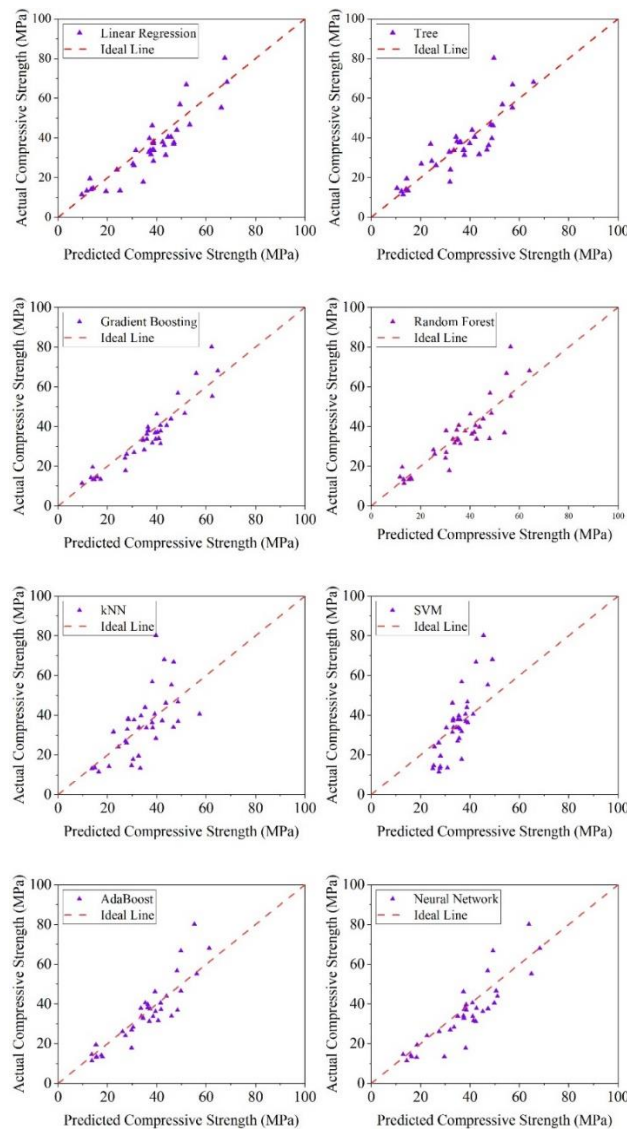 Linear Regression
Ideal Line
Actual Compressive Strength (MPa)
100
80
60
40
20
0
0 20 40 60 80 100
Predicted Compressive Strength (MPa)
Tree
Ideal Line
Actual Compressive Strength (MPa)
100
80
60
40
20
0
0 20 40 60 80 100
Predicted Compressive Strength (MPa)
Gradient Boosting
Ideal Line
Actual Compressive Strength (MPa)
100
80
60
40
20
0
0 20 40 60 80 100
Predicted Compressive Strength (MPa)
Random Forest
Ideal Line
Actual Compressive Strength (MPa)
100
80
60
40
20
0
0 20 40 60 80 100
Predicted Compressive Strength (MPa)
kNN
Ideal Line
Actual Compressive Strength (MPa)
100
80
60
40
20
0
0 20 40 60 80 100
Predicted Compressive Strength (MPa)
SVM
Ideal Line
Actual Compressive Strength (MPa)
100
80
60
40
20
0
0 20 40 60 80 100
Predicted Compressive Strength (MPa)
AdaBoost
Ideal Line
Actual Compressive Strength (MPa)
100
80
60
40
20
0
0 20 40 60 80 100
Predicted Compressive Strength (MPa)
Neural Network
Ideal Line
Actual Compressive Strength (MPa)
100
80
60
40
20
0
0 20 40 60 80 100
Predicted Compressive Strength (MPa)